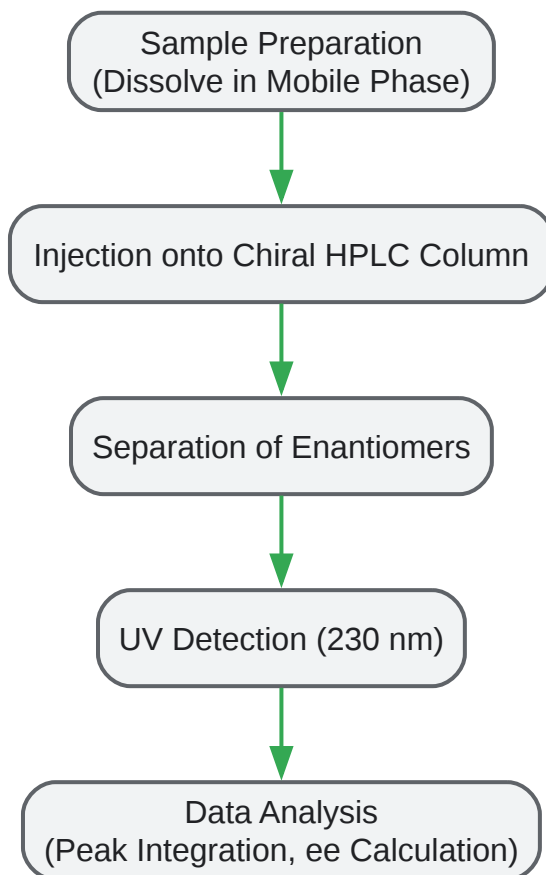 Sample Preparation
(Dissolve in Mobile Phase)
Injection onto Chiral HPLC Column
Separation of Enantiomers
UV Detection (230 nm)
Data Analysis
(Peak Integration, ee Calculation)